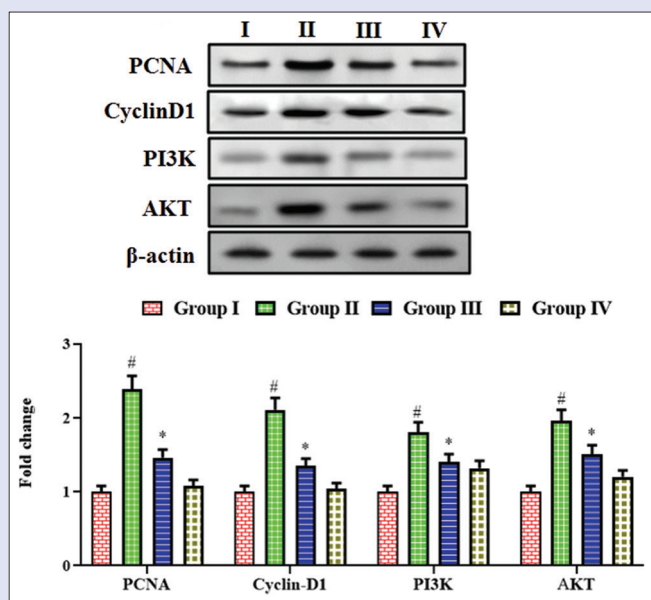 I II III IV
PCNA
CyclinD1
PI3K
AKT
β-actin
Group I Group II Group III Group IV
Fold change
3
2
1
0
# * # * # * # *
PCNA Cyclin-D1 PI3K AKT